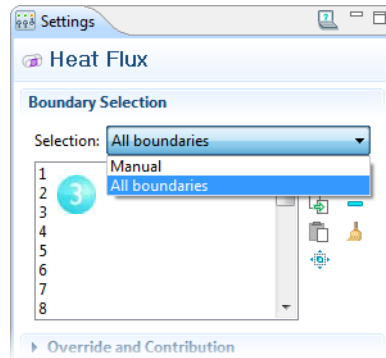 Settings
Heat Flux
Boundary Selection
Selection: All boundaries
Manual
All boundaries
1
2
3
3
4
5
6
7
8
Override and Contribution